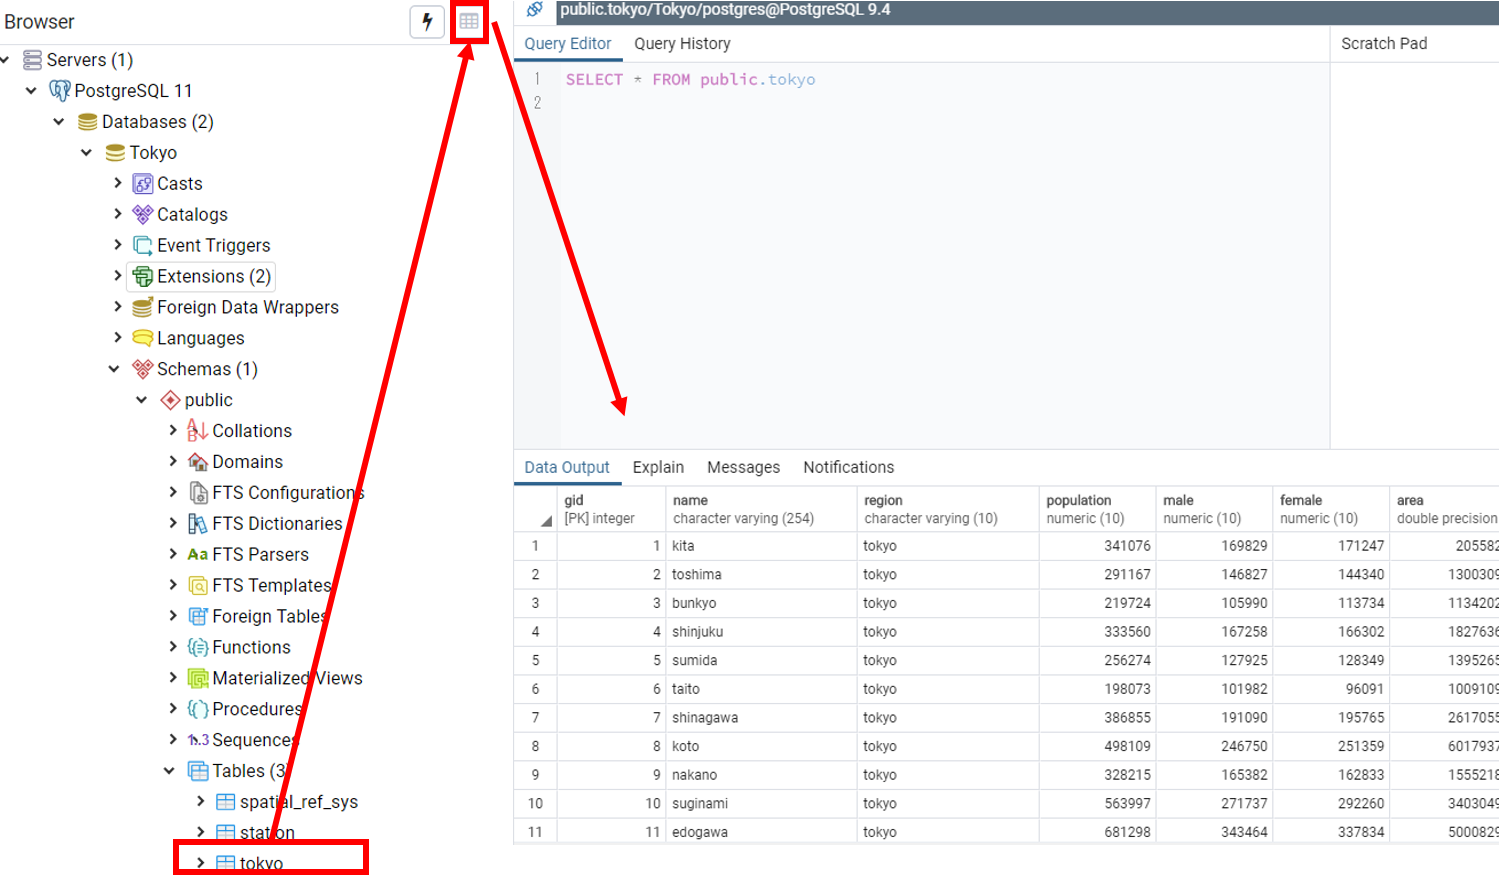 Browser
Servers (1)
PostgreSQL 11
Databases (2)
Tokyo
Casts
Catalogs
Event Triggers
Extensions (2)
Foreign Data Wrappers
Languages
Schemas (1)
public
Collations
Domains
FTS Configurations
FTS Dictionaries
Aa FTS Parsers
FTS Templates
Foreign Tables
Functions
Materialized Views
Procedures
1..3 Sequences
Tables (3)
spatial_ref_sys
station
tokyo
public.tokyo/Tokyo/postgres@PostgreSQL 9.4
Query Editor Query History Scratch Pad
1 SELECT * FROM public.tokyo
2
Data Output Explain Messages Notifications
gid name region population male female area
[PK] integer character varying (254) character varying (10) numeric (10) numeric (10) numeric (10) double precision
1 1 kita tokyo 341076 169829 171247 205582
2 2 toshima tokyo 291167 146827 144340 1300309
3 3 bunkyo tokyo 219724 105990 113734 1134202
4 4 shinjuku tokyo 333560 167258 166302 1827636
5 5 sumida tokyo 256274 127925 128349 1395265
6 6 taito tokyo 198073 101982 96091 1009109
7 7 shinagawa tokyo 386855 191090 195765 2617055
8 8 koto tokyo 498109 246750 251359 6017937
9 9 nakano tokyo 328215 165382 162833 1555218
10 10 suginami tokyo 563997 271737 292260 3403049
11 11 edogawa tokyo 681298 343464 337834 5000829